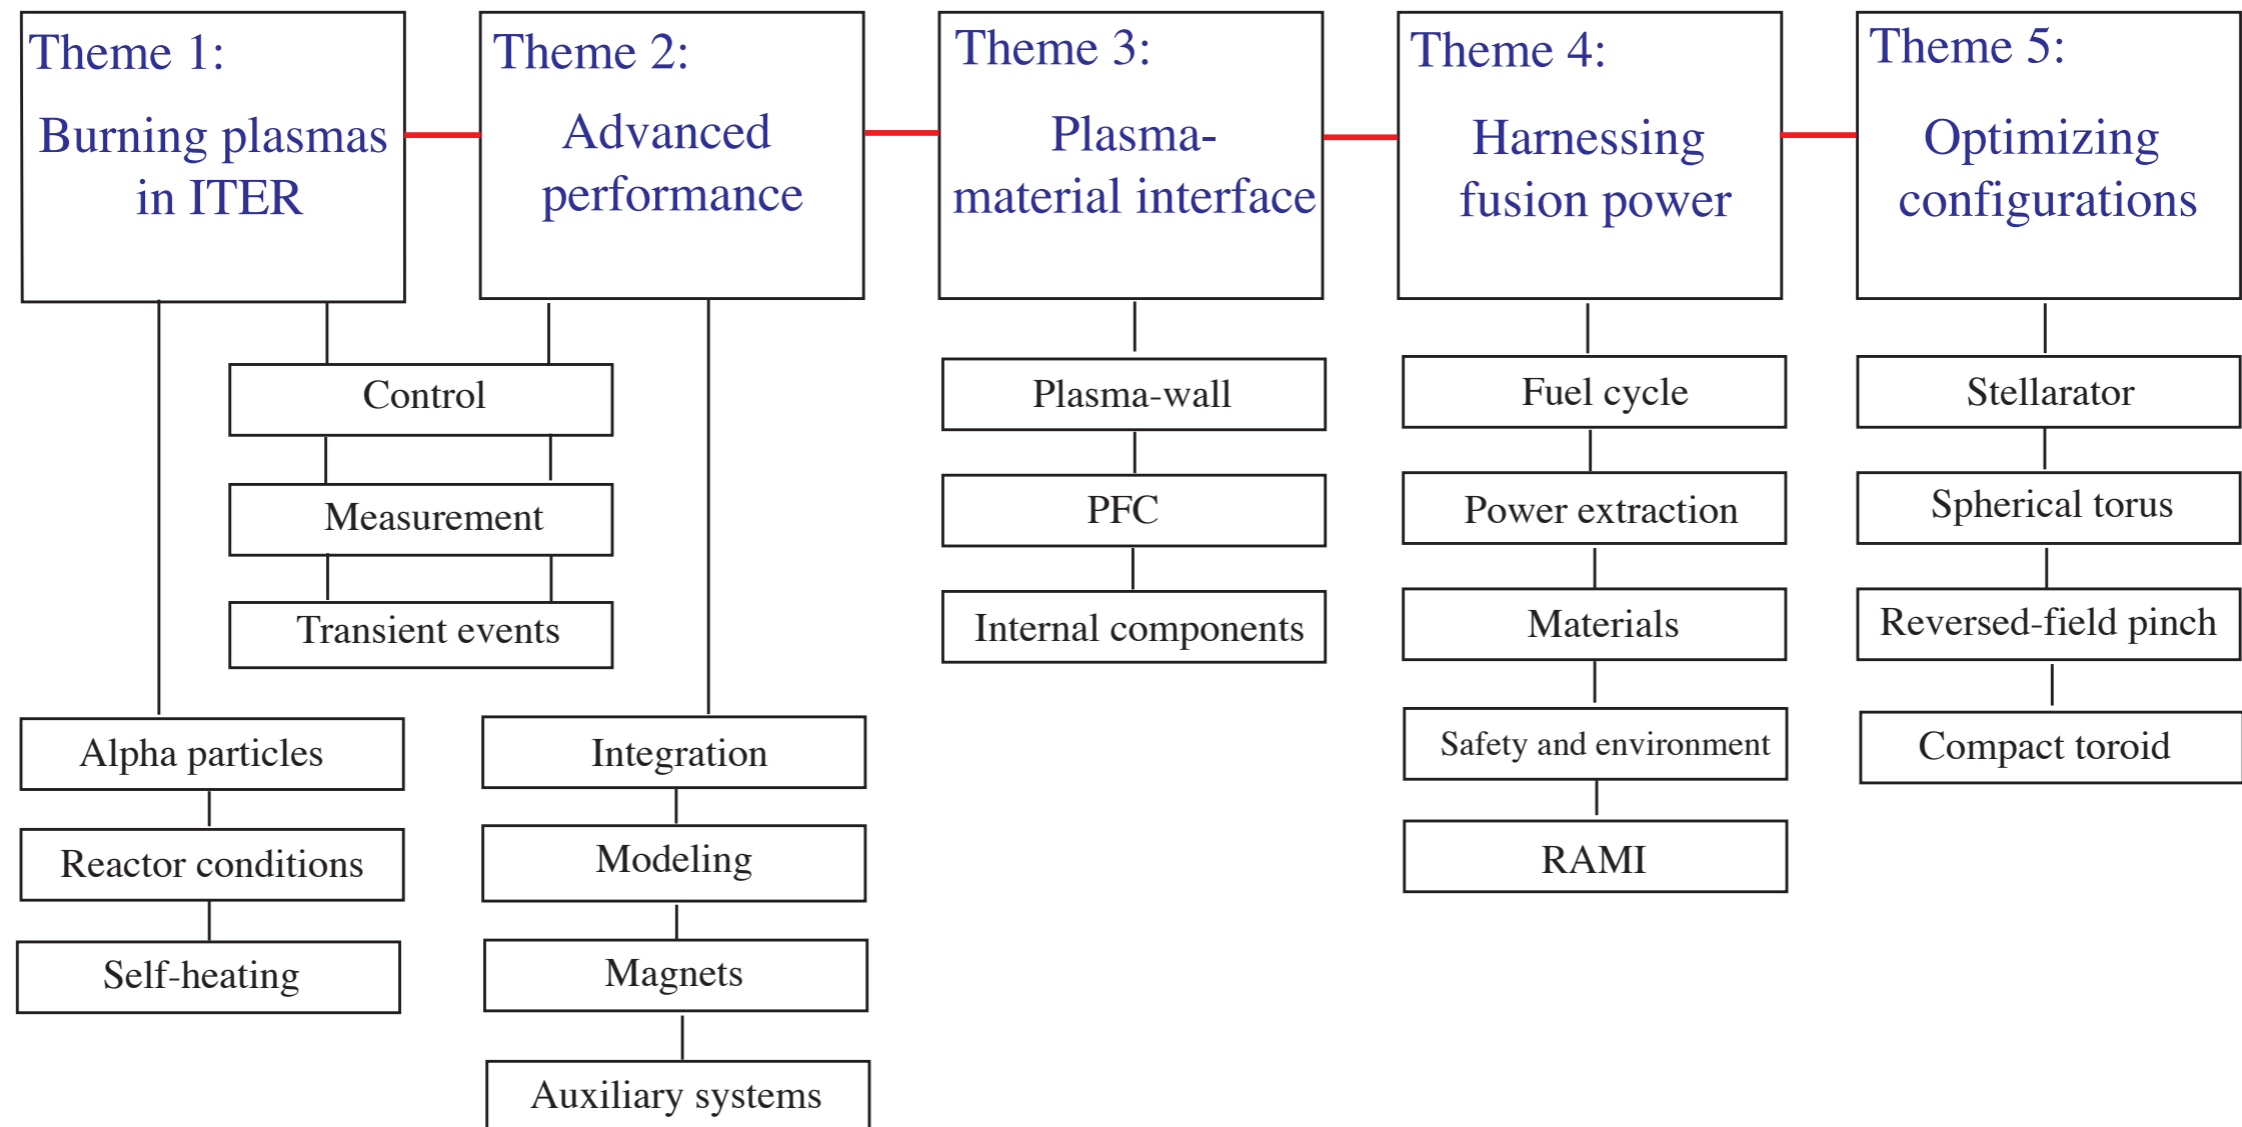 Theme 1:
Burning plasmas
in ITER
Theme 2:
Advanced
performance
Theme 3:
Plasma-
material interface
Theme 4:
Harnessing
fusion power
Theme 5:
Optimizing
configurations
Control
Measurement
Transient events
Alpha particles
Reactor conditions
Self-heating
Integration
Modeling
Magnets
Auxiliary systems
Plasma-wall
PFC
Internal components
Fuel cycle
Power extraction
Materials
Safety and environment
RAMI
Stellarator
Spherical torus
Reversed-field pinch
Compact toroid